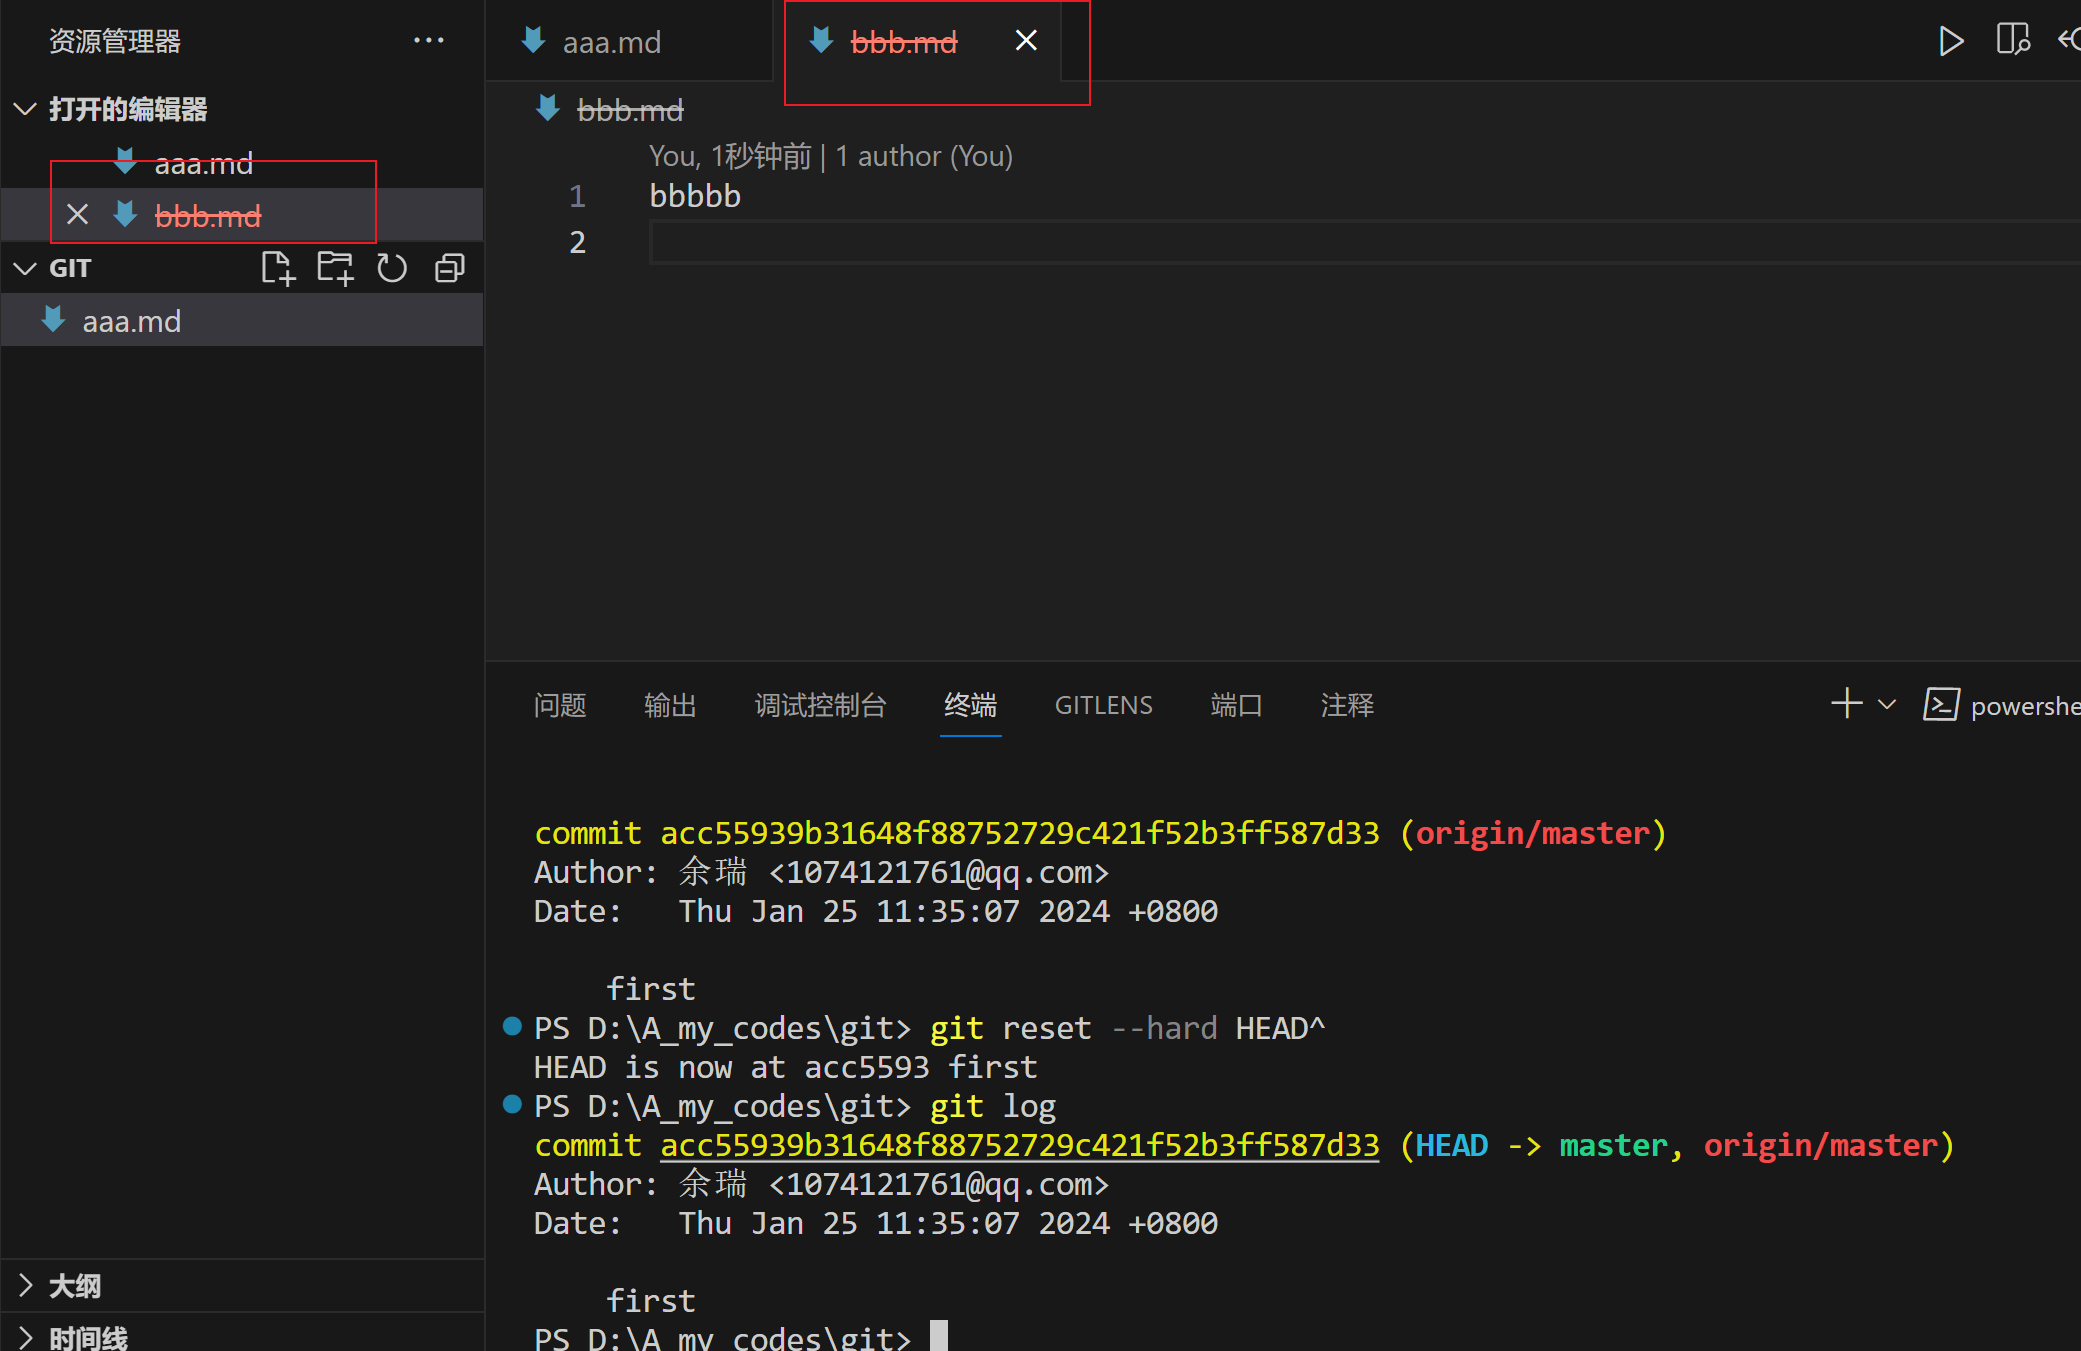 资源管理器
打开的编辑器
aaa.md
bbb.md
GIT
aaa.md
大纲
时间线
aaa.md
bbb.md
bbb.md
You, 1秒钟前 | 1 author (You)
1 bbbbb
2
问题 输出 调试控制台 终端 GITLENS 端口 注释
powershe
commit acc55939b31648f88752729c421f52b3ff587d33 (origin/master)
Author: 余瑞 <1074121761@qq.com>
Date:   Thu Jan 25 11:35:07 2024 +0800
first
PS D:\A_my_codes\git> git reset --hard HEAD^
HEAD is now at acc5593 first
PS D:\A_my_codes\git> git log
commit acc55939b31648f88752729c421f52b3ff587d33 (HEAD -> master, origin/master)
Author: 余瑞 <1074121761@qq.com>
Date:   Thu Jan 25 11:35:07 2024 +0800
first
PS D:\A_my_codes\git>